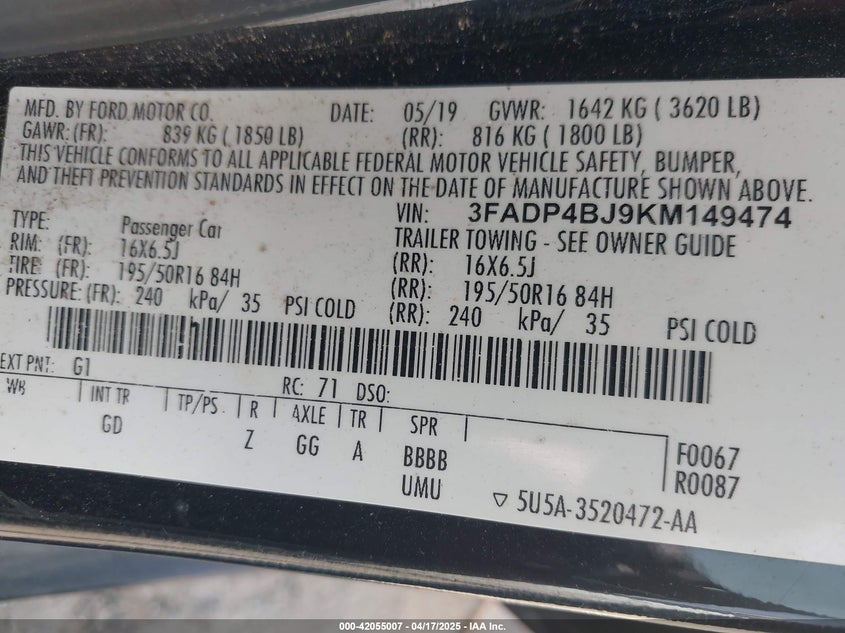 MFD. BY FORD MOTOR CO. DATE: 05/19 GVWR: 1642 KG ( 3620 LB)
GAWR: (FR): 839 KG ( 1850 LB) (RR): 816 KG ( 1800 LB)
THIS VEHICLE CONFORMS TO ALL APPLICABLE FEDERAL MOTOR VEHICLE SAFETY, BUMPER,
AND THEFT PREVENTION STANDARDS IN EFFECT ON THE DATE OF MANUFACTURE SHOWN ABOVE.
VIN: 3FADP4BJ9KM149474
TYPE: Passenger Car TRAILER TOWING - SEE OWNER GUIDE
RIM: (FR): 16X6.5J (RR): 16X6.5J
TIRE: (FR): 195/50R16 84H (RR): 195/50R16 84H
PRESSURE: (FR): 240 kPa/ 35 PSI COLD (RR): 240 kPa/ 35 PSI COLD
EXT PNT: G1 RC: 71 DSO:
WB INT TR TP/PS R AXLE TR SPR
GD Z GG A BBBB F0067
UMU R0087
5U5A-3520472-AA
000-42055007 - 04/17/2025 - IAA Inc.